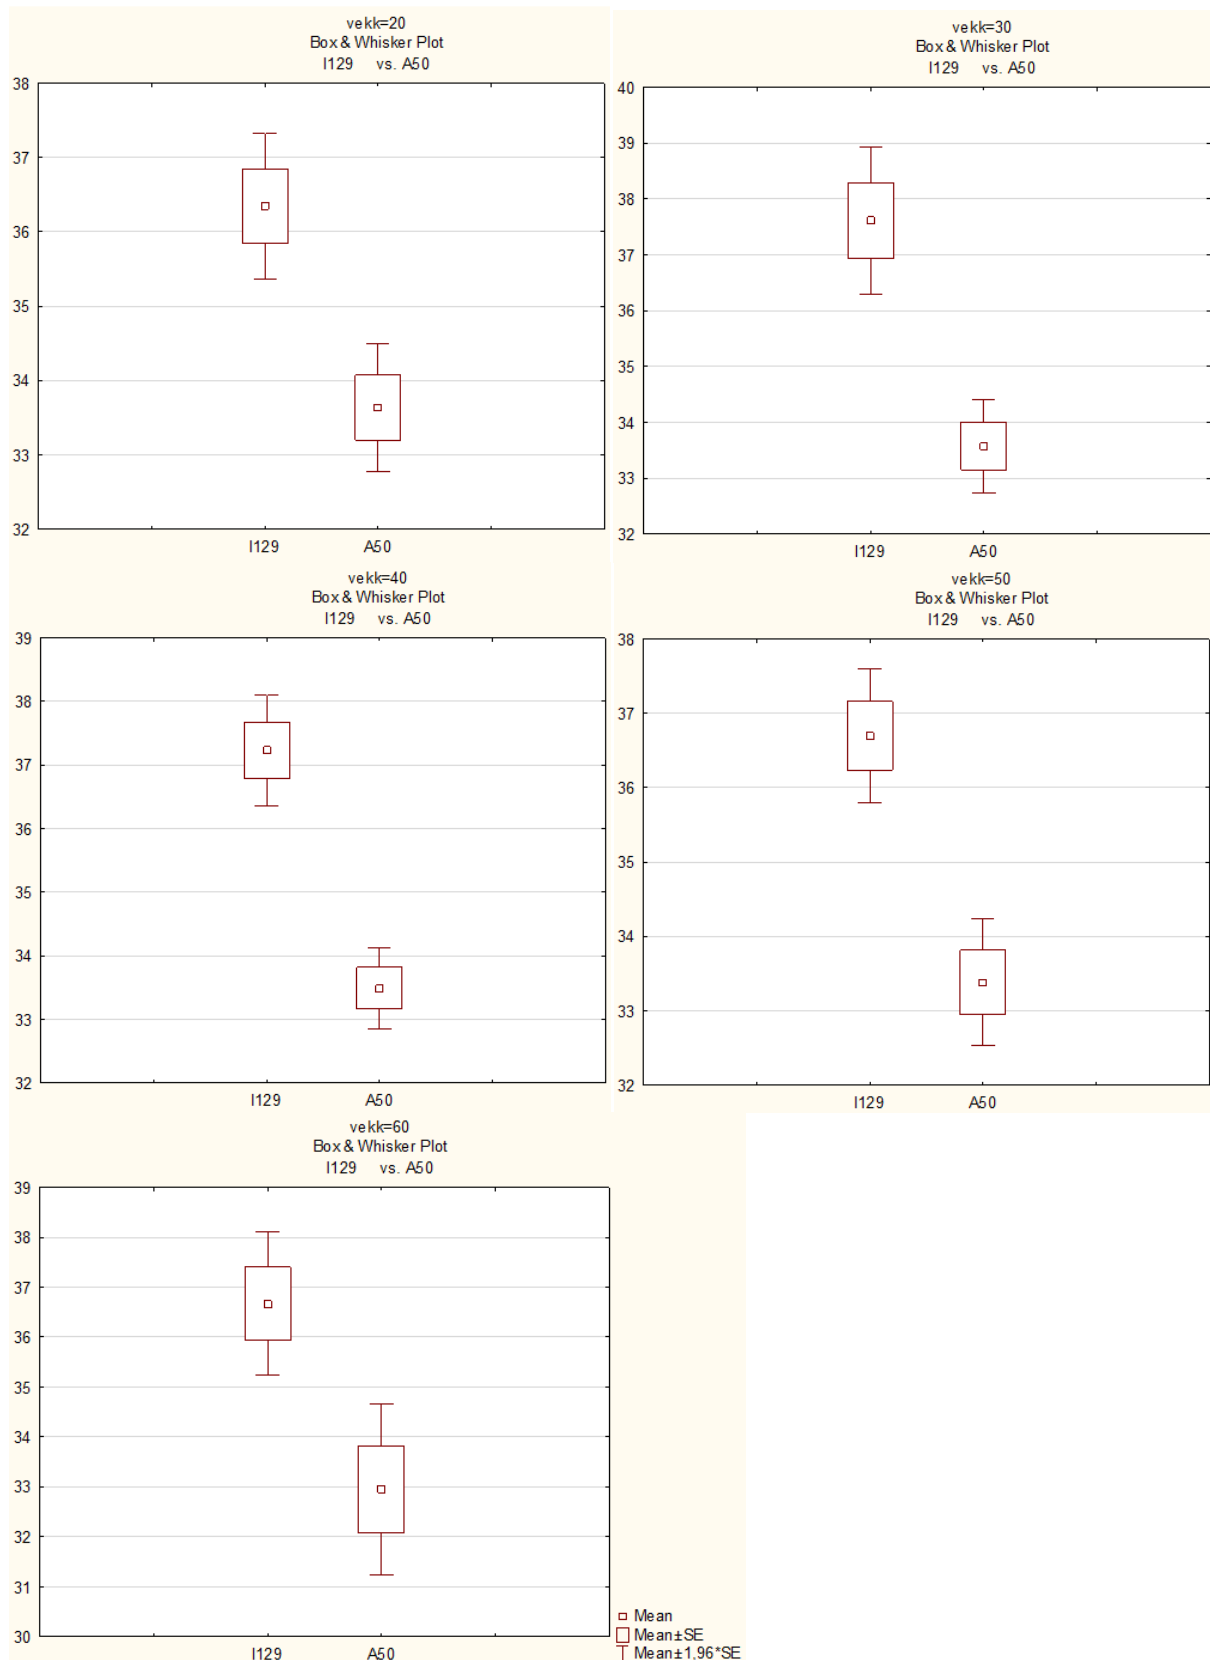 vekk=20
Box & Whisker Plot
I129 vs. A50
38
37
36
35
34
33
32
I129 A50
vekk=30
Box & Whisker Plot
I129 vs. A50
40
39
38
37
36
35
34
33
32
I129 A50
vekk=40
Box & Whisker Plot
I129 vs. A50
39
38
37
36
35
34
33
32
I129 A50
vekk=50
Box & Whisker Plot
I129 vs. A50
38
37
36
35
34
33
32
I129 A50
vekk=60
Box & Whisker Plot
I129 vs. A50
39
38
37
36
35
34
33
32
31
30
I129 A50
Mean
Mean±SE
Mean±1,96*SE